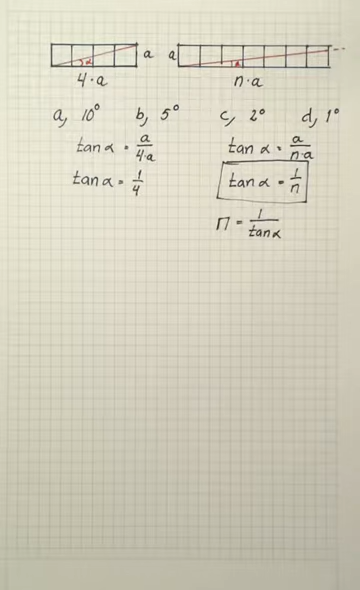 a a
4·a n·a
a, 10° b, 5° c, 2° d, 1°
tan α = a/4·a tan α = a/n·a
tan α = 1/4 tan α = 1/n
n = 1/tan α